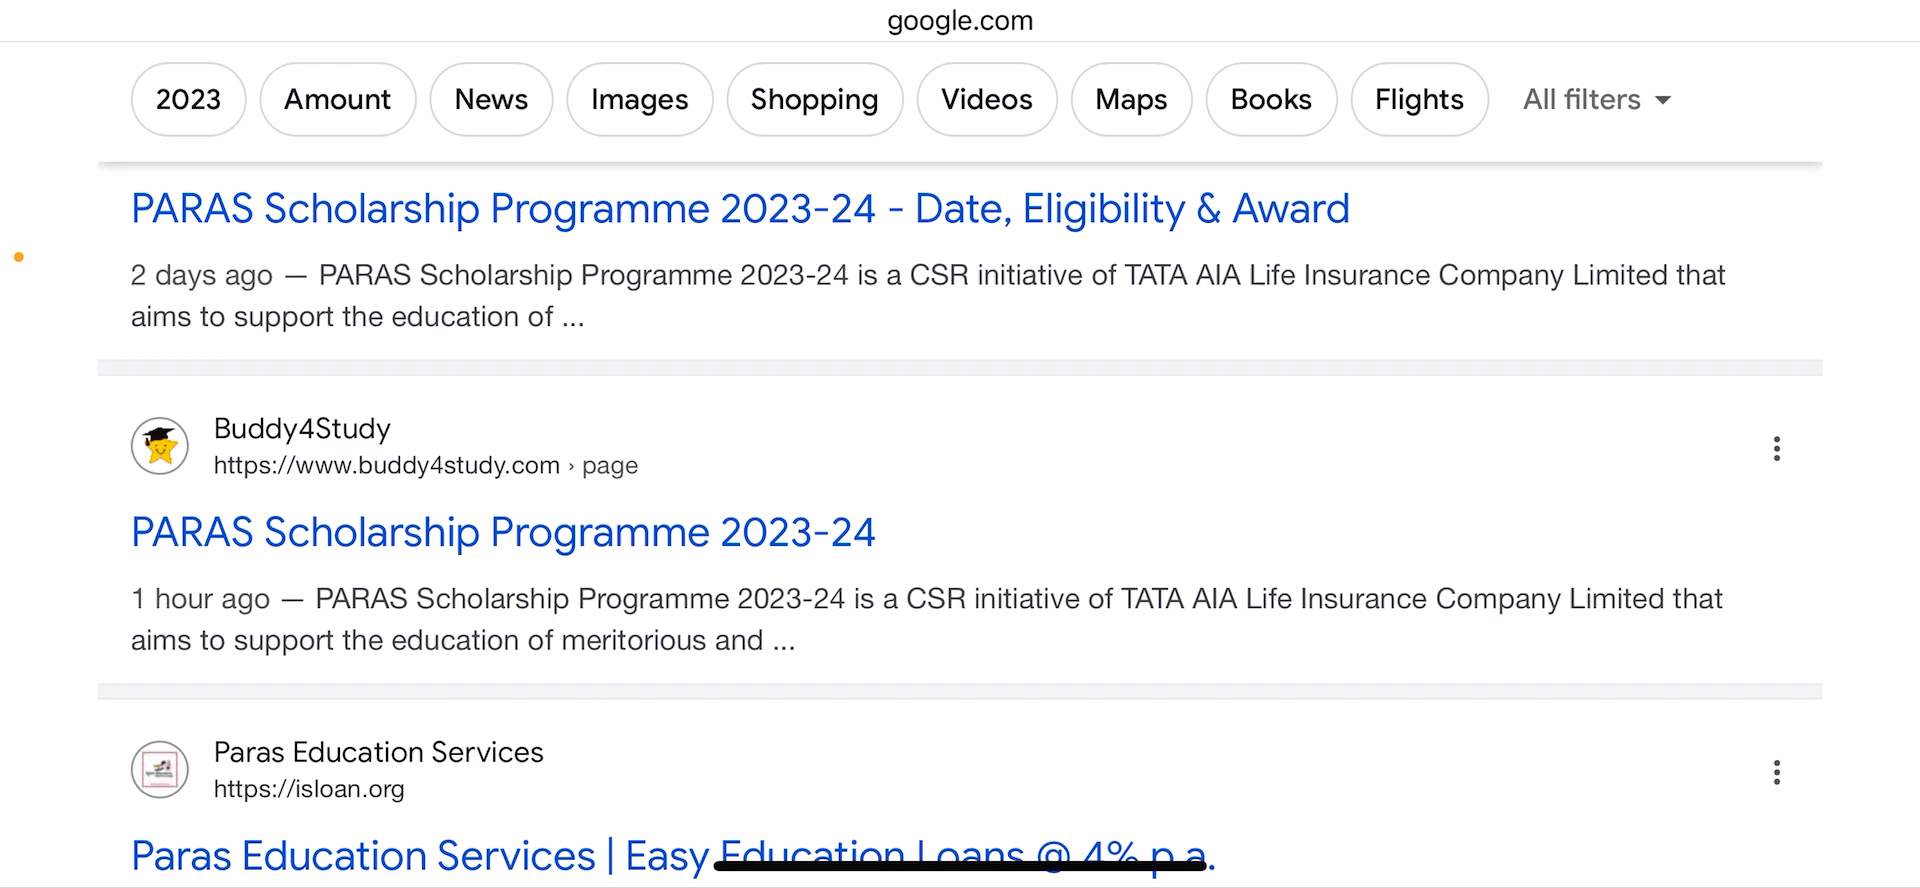 google.com
2023 Amount News Images Shopping Videos Maps Books Flights All filters
PARAS Scholarship Programme 2023-24 - Date, Eligibility & Award
2 days ago — PARAS Scholarship Programme 2023-24 is a CSR initiative of TATA AIA Life Insurance Company Limited that
aims to support the education of ...
Buddy4Study
https://www.buddy4study.com › page
PARAS Scholarship Programme 2023-24
1 hour ago — PARAS Scholarship Programme 2023-24 is a CSR initiative of TATA AIA Life Insurance Company Limited that
aims to support the education of meritorious and ...
Paras Education Services
https://isloan.org
Paras Education Services | Easy Education Loans @ 4% p.a.